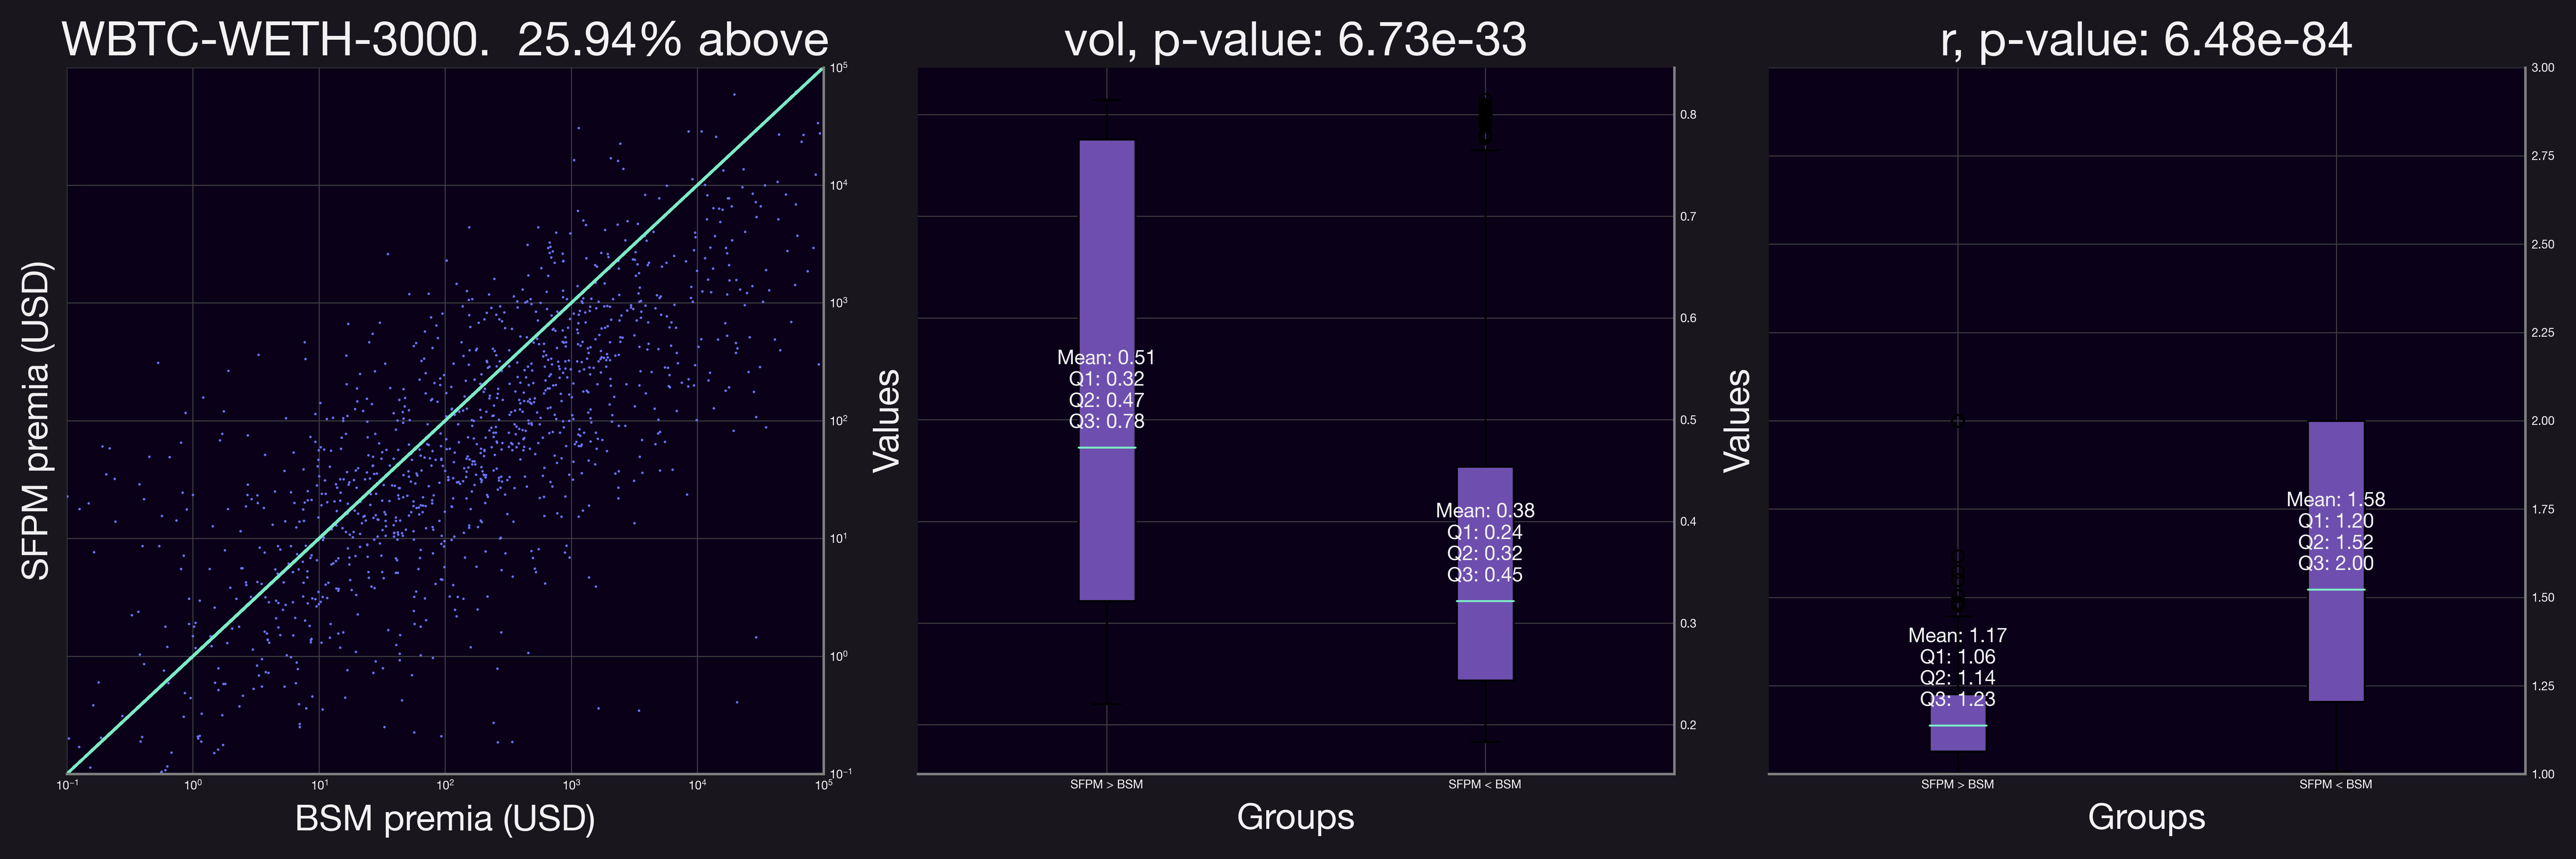 WBTC-WETH-3000.  25.94% above
SFPM premia (USD)
10⁵
10⁴
10³
10²
10¹
10⁰
10⁻¹
10⁻¹ 10⁰ 10¹ 10² 10³ 10⁴ 10⁵
BSM premia (USD)
vol, p-value: 6.73e-33
Values
0.8
0.7
0.6
0.5
0.4
0.3
0.2
Mean: 0.51
Q1: 0.32
Q2: 0.47
Q3: 0.78
Mean: 0.38
Q1: 0.24
Q2: 0.32
Q3: 0.45
SFPM > BSM SFPM < BSM
Groups
r, p-value: 6.48e-84
Values
3.00
2.75
2.50
2.25
2.00
1.75
1.50
1.25
1.00
Mean: 1.17
Q1: 1.06
Q2: 1.14
Q3: 1.23
Mean: 1.58
Q1: 1.20
Q2: 1.52
Q3: 2.00
SFPM > BSM SFPM < BSM
Groups